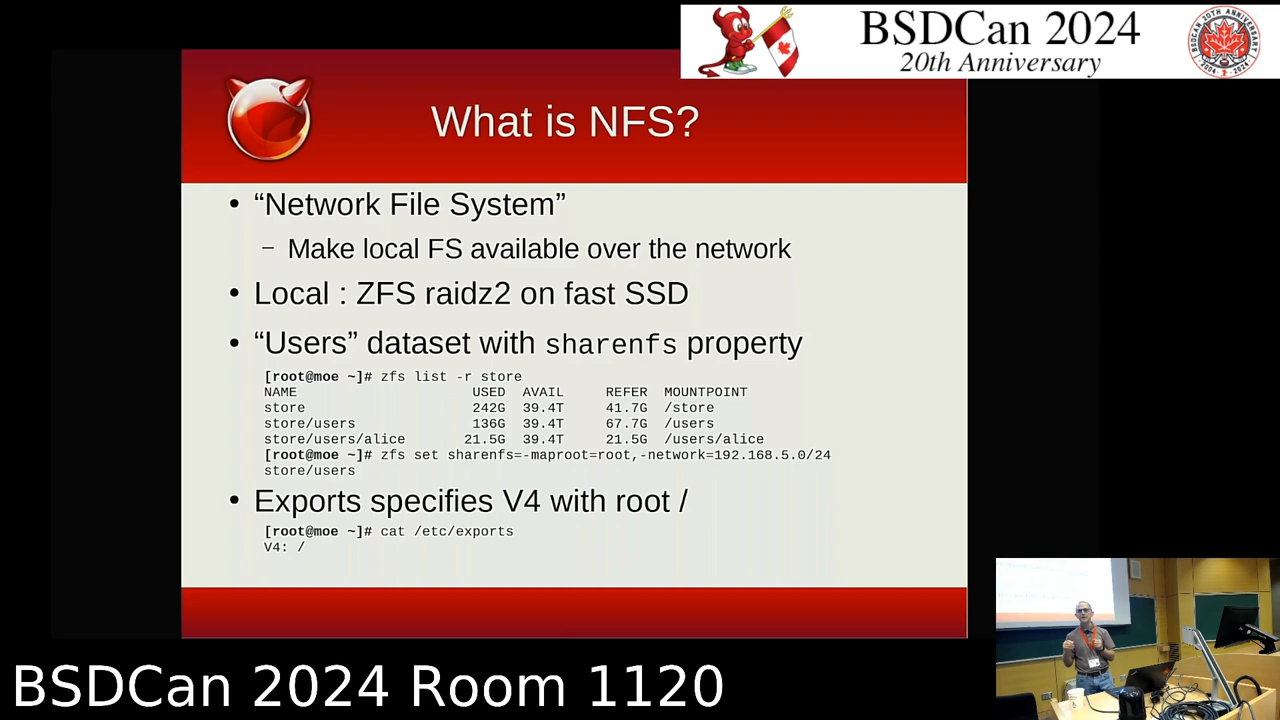 BSDCan 2024
20th Anniversary
What is NFS?
• “Network File System”
– Make local FS available over the network
• Local : ZFS raidz2 on fast SSD
• “Users” dataset with sharenfs property
[root@moe ~]# zfs list -r store
NAME USED AVAIL REFER MOUNTPOINT
store 242G 39.4T 41.7G /store
store/users 136G 39.4T 67.7G /users
store/users/alice 21.5G 39.4T 21.5G /users/alice
[root@moe ~]# zfs set sharenfs=-maproot=root,-network=192.168.5.0/24
store/users
• Exports specifies V4 with root /
[root@moe ~]# cat /etc/exports
V4: /
BSDCan 2024 Room 1120